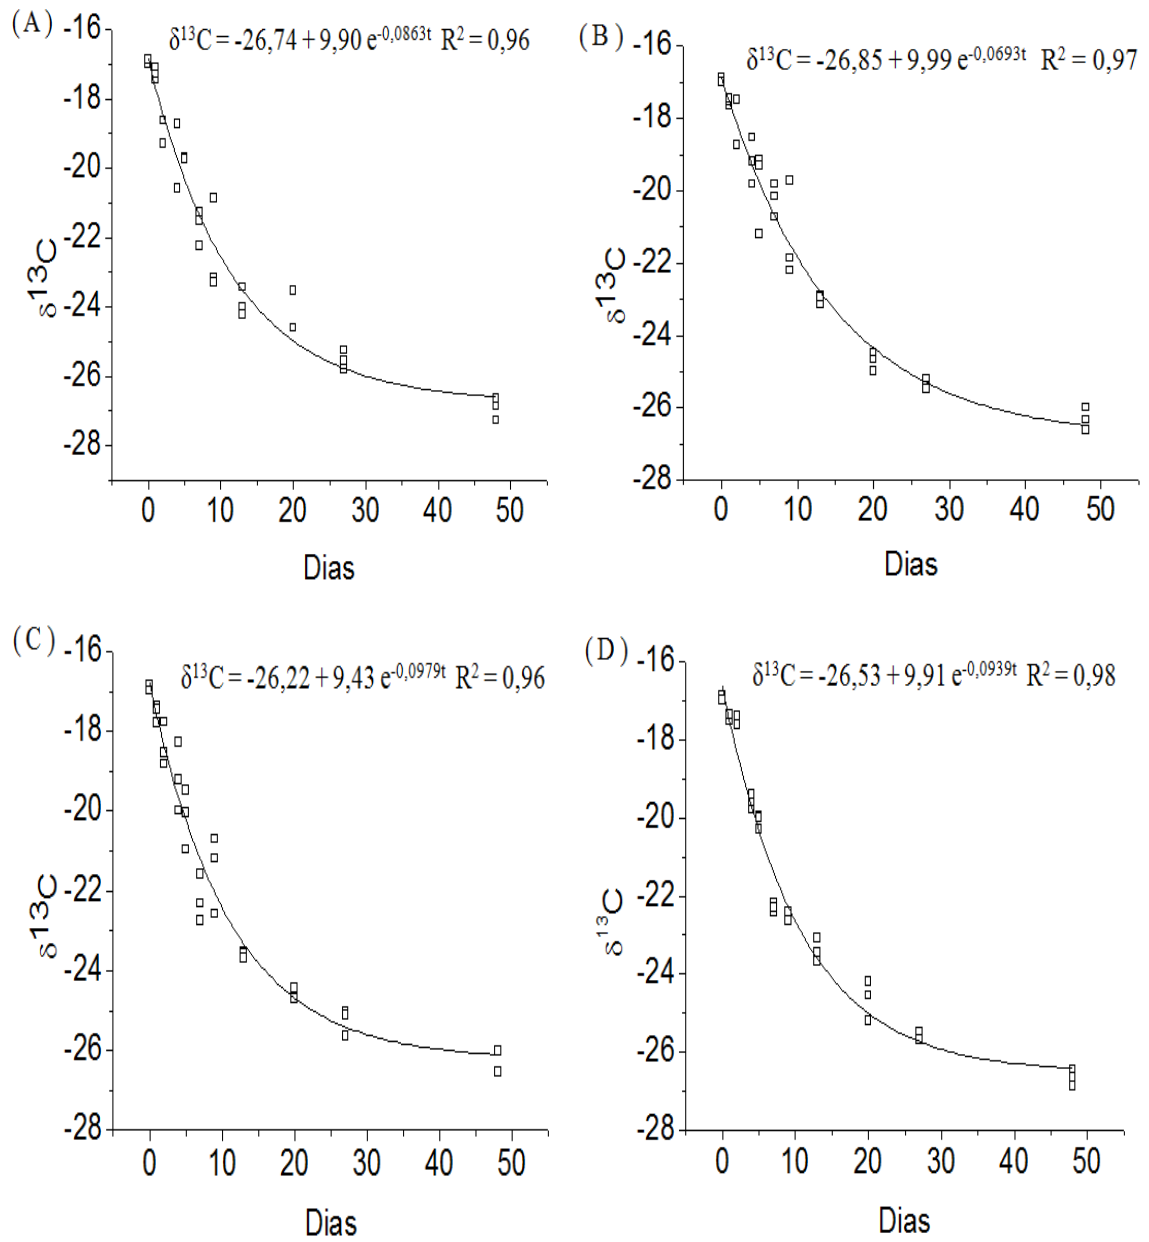 (A)
δ¹³C = -26,74 + 9,90 e⁻⁰,⁰⁸⁶³ᵗ R² = 0,96
-16
-18
-20
-22
-24
-26
-28
δ¹³C
0 10 20 30 40 50
Dias
(B)
δ¹³C = -26,85 + 9,99 e⁻⁰,⁰⁶⁹³ᵗ R² = 0,97
-16
-18
-20
-22
-24
-26
-28
δ¹³C
0 10 20 30 40 50
Dias
(C)
δ¹³C = -26,22 + 9,43 e⁻⁰,⁰⁹⁷⁹ᵗ R² = 0,96
-16
-18
-20
-22
-24
-26
-28
δ¹³C
0 10 20 30 40 50
Dias
(D)
δ¹³C = -26,53 + 9,91 e⁻⁰,⁰⁹³⁹ᵗ R² = 0,98
-16
-18
-20
-22
-24
-26
-28
δ¹³C
0 10 20 30 40 50
Dias